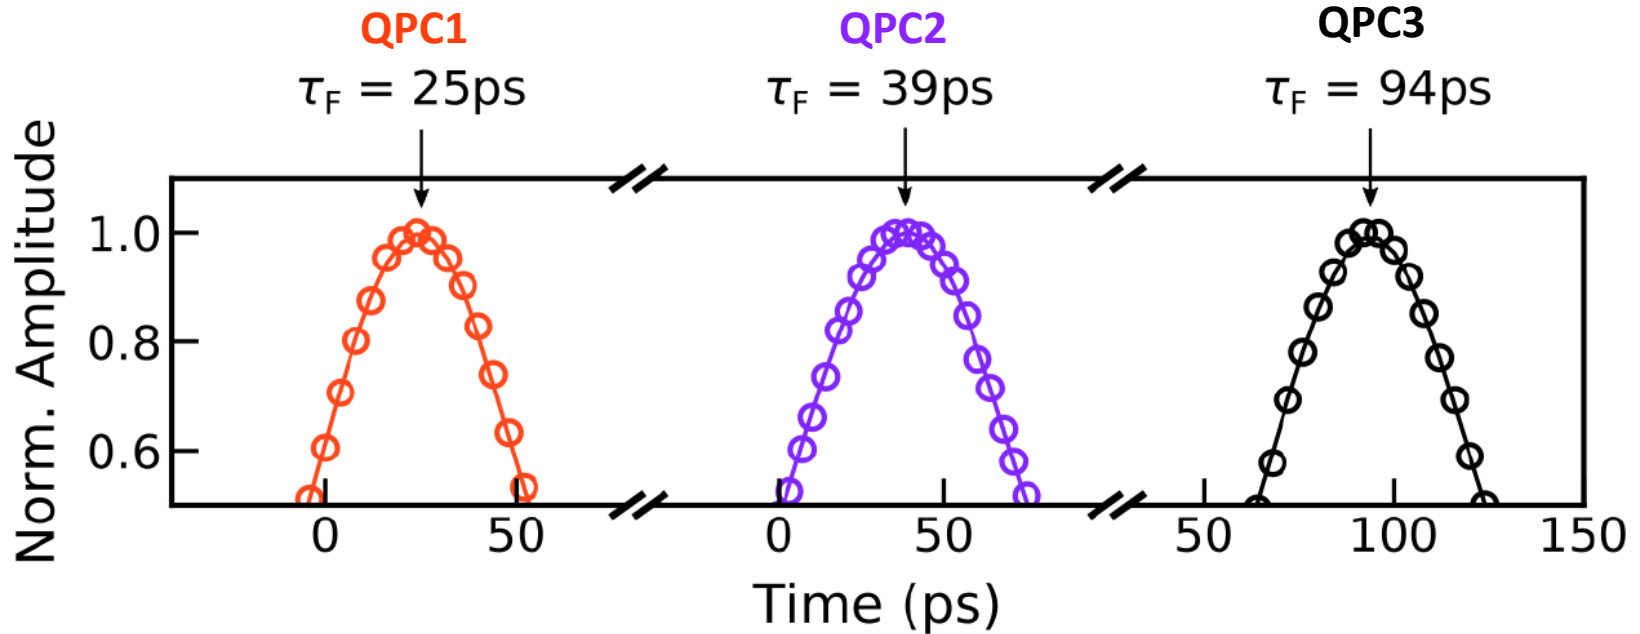 QPC1 QPC2 QPC3
τF = 25ps τF = 39ps τF = 94ps
Norm. Amplitude
1.0
0.8
0.6
0 50 0 50 50 100 150
Time (ps)